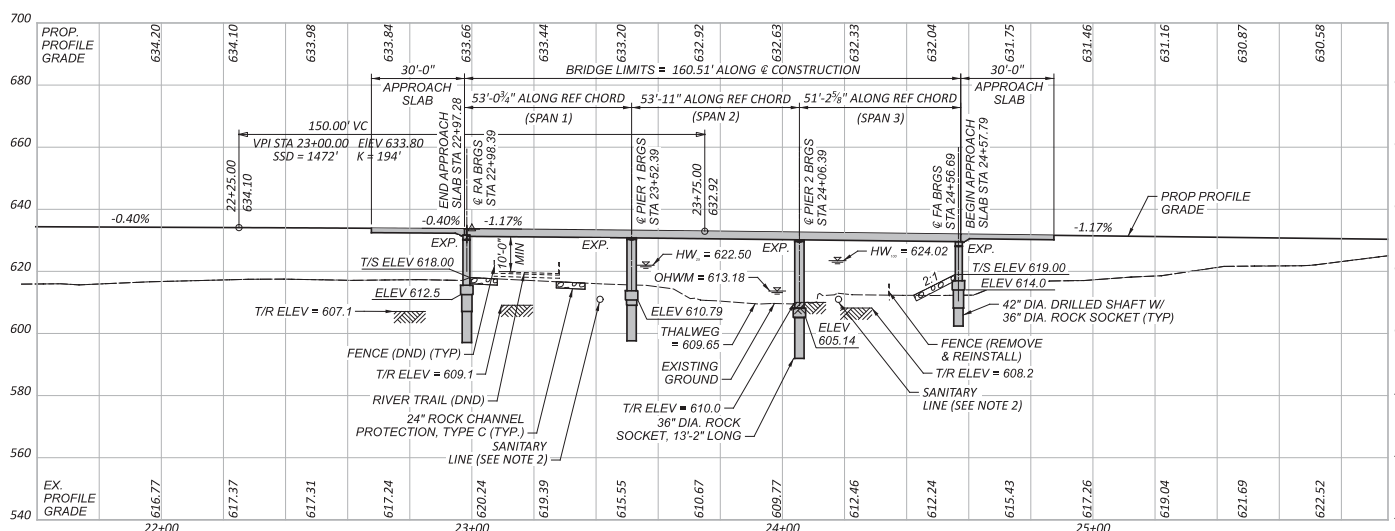 700
680
660
640
620
600
580
560
540
PROP.
PROFILE
GRADE
634.20
634.10
633.98
633.84
633.66
633.44
633.20
632.92
632.63
632.33
632.04
631.75
631.46
631.16
630.87
630.58
30'-0"
APPROACH
SLAB
BRIDGE LIMITS = 160.51' ALONG ℄ CONSTRUCTION
30'-0"
APPROACH
SLAB
53'-0¾" ALONG REF CHORD
(SPAN 1)
53'-11" ALONG REF CHORD
(SPAN 2)
51'-2⅝" ALONG REF CHORD
(SPAN 3)
150.00' VC
VPI STA 23+00.00 ElEV 633.80
SSD = 1472' K = 194'
22+25.00
634.10
END APPROACH
SLAB STA 22+97.28
℄ RA BRGS
STA 22+98.39
℄ PIER 1 BRGS
STA 23+52.39
23+75.00
632.92
℄ PIER 2 BRGS
STA 24+06.39
℄ FA BRGS
STA 24+56.69
BEGIN APPROACH
SLAB STA 24+57.79
PROP PROFILE
GRADE
-0.40%
-0.40%
-1.17%
-1.17%
EXP.
EXP.
EXP.
EXP.
10'-0"
MIN
HW₂₅ = 622.50
HW₁₀₀ = 624.02
OHWM = 613.18
T/S ELEV 618.00
T/S ELEV 619.00
2:1
ELEV 612.5
ELEV 614.0
T/R ELEV = 607.1
ELEV 610.79
42" DIA. DRILLED SHAFT W/
36" DIA. ROCK SOCKET (TYP)
THALWEG
= 609.65
ELEV
605.14
FENCE (DND) (TYP)
FENCE (REMOVE
& REINSTALL)
EXISTING
GROUND
T/R ELEV = 609.1
T/R ELEV = 608.2
RIVER TRAIL (DND)
SANITARY
LINE (SEE NOTE 2)
T/R ELEV = 610.0
24" ROCK CHANNEL
PROTECTION, TYPE C (TYP.)
36" DIA. ROCK
SOCKET, 13'-2" LONG
SANITARY
LINE (SEE NOTE 2)
EX.
PROFILE
GRADE
616.77
617.37
617.31
617.24
620.24
619.39
615.55
610.67
609.77
612.46
612.24
615.43
617.26
619.04
621.69
622.52
22+00
23+00
24+00
25+00